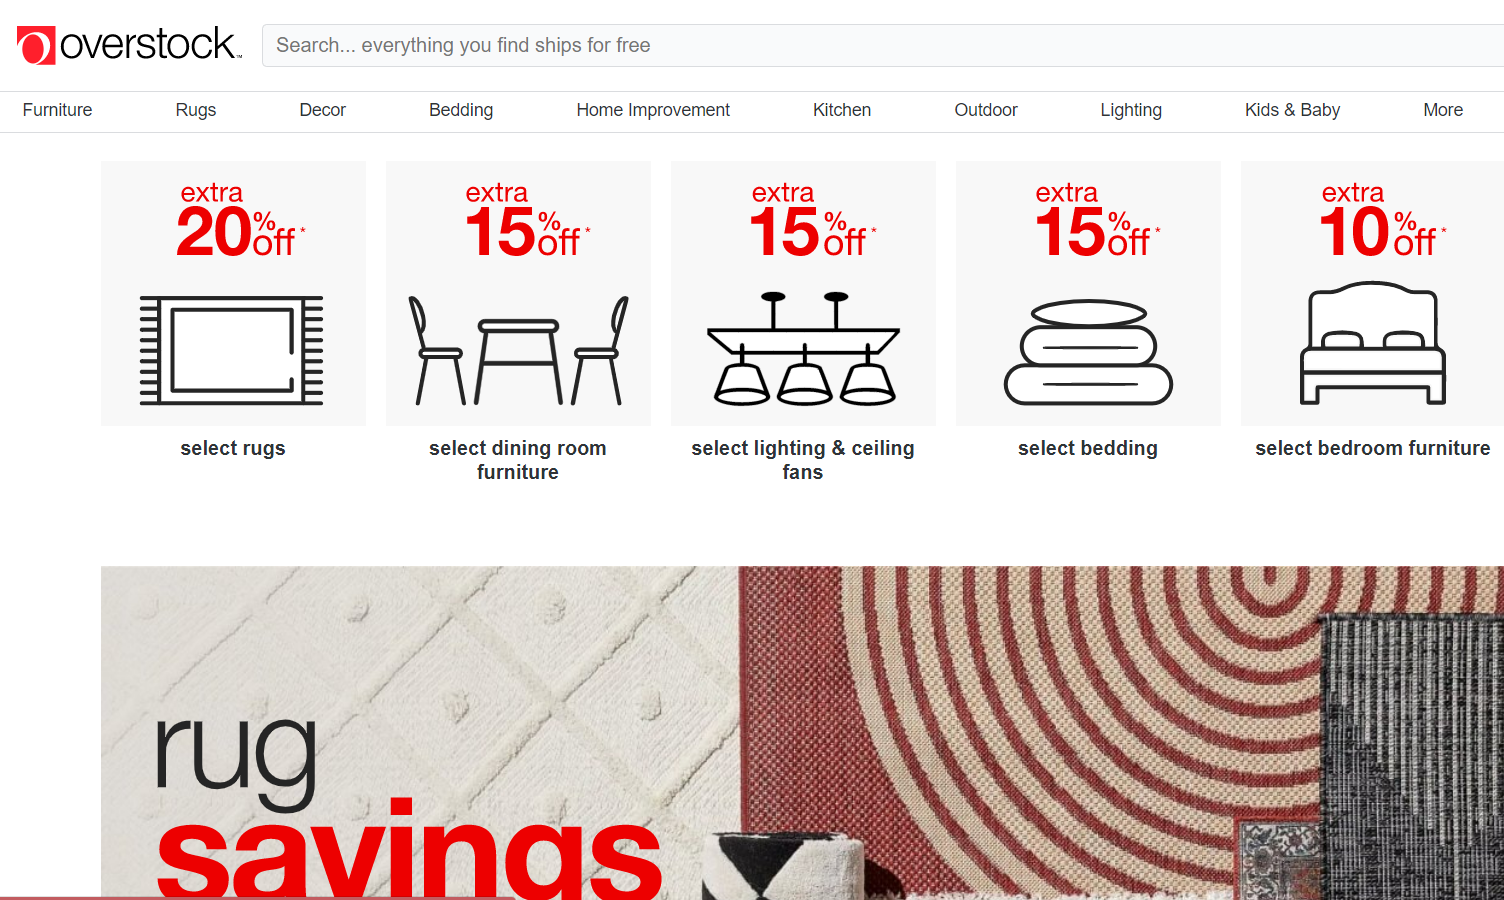 overstock™
Search... everything you find ships for free
Furniture Rugs Decor Bedding Home Improvement Kitchen Outdoor Lighting Kids & Baby More
extra
20% off*
select rugs
extra
15% off*
select dining room
furniture
extra
15% off*
select lighting & ceiling
fans
extra
15% off*
select bedding
extra
10% off*
select bedroom furniture
rug
savings